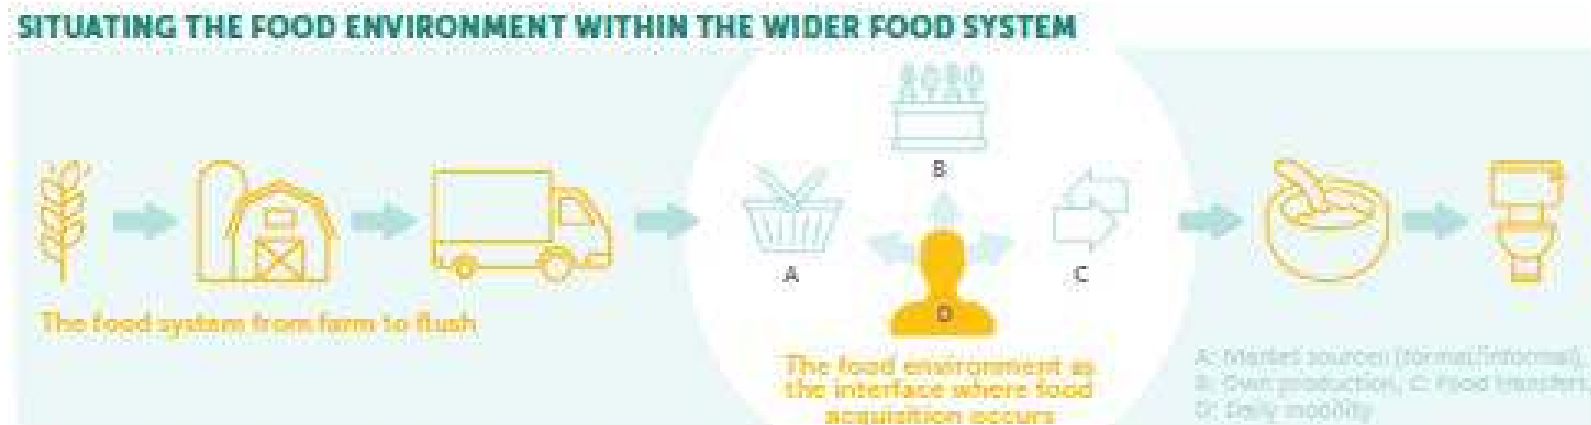 SITUATING THE FOOD ENVIRONMENT WITHIN THE WIDER FOOD SYSTEM
B
A
C
D
The food system from farm to flush
The food environment as
the interface where food
acquisition occurs
A: Market sources (formal/informal),
B: Own production, C: Food transfers,
D: Daily mobility